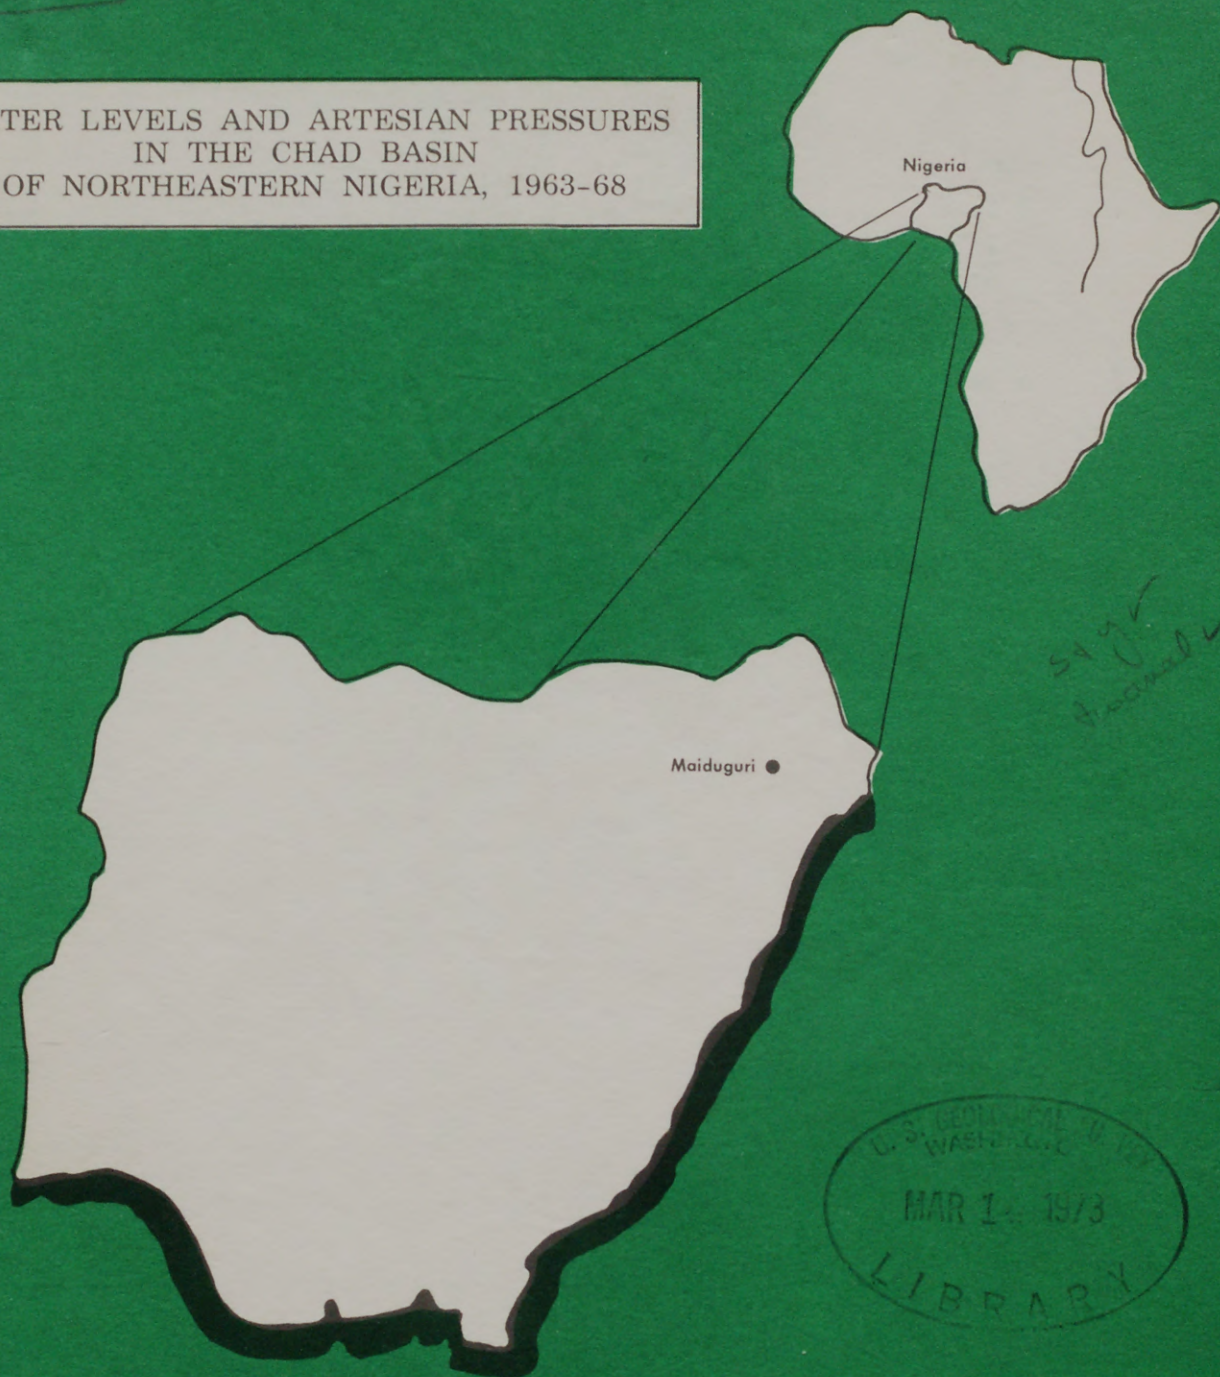 TER LEVELS AND ARTESIAN PRESSURES
IN THE CHAD BASIN
OF NORTHEASTERN NIGERIA, 1963-68
Nigeria
Maiduguri
U. S. GEOLOGICAL
MAR 1 1973
LIBRARY